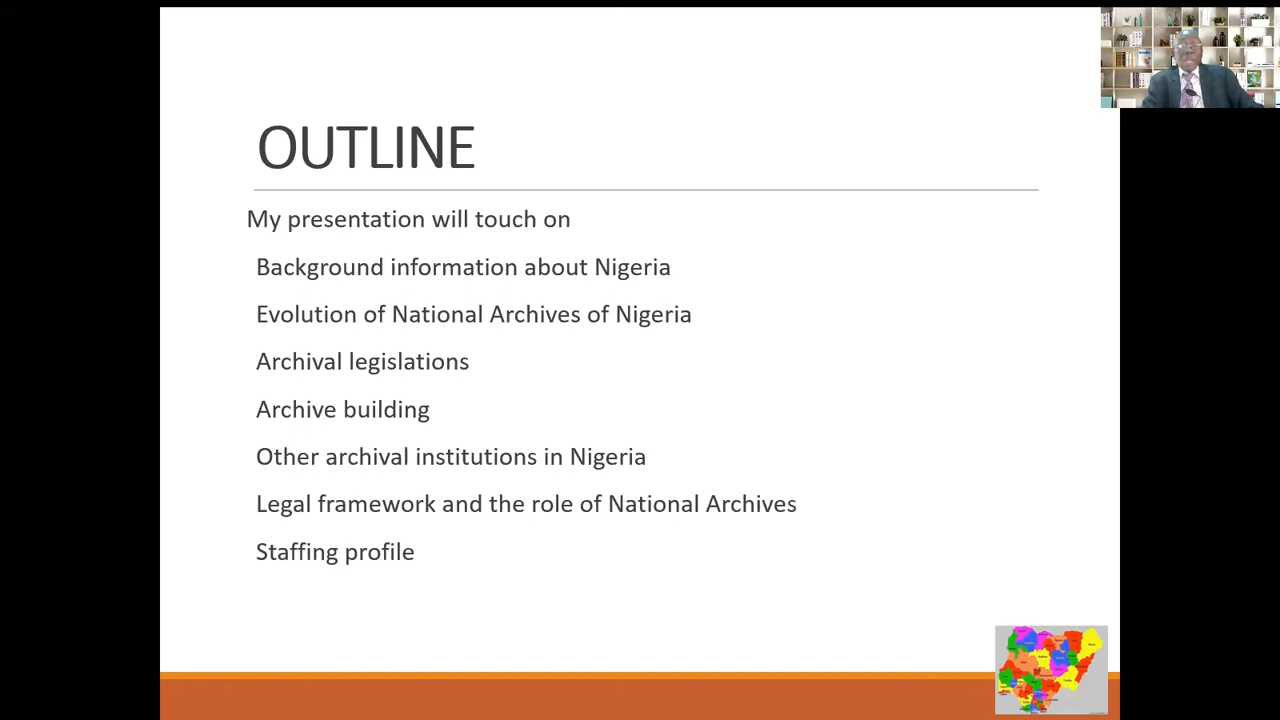 OUTLINE
My presentation will touch on
Background information about Nigeria
Evolution of National Archives of Nigeria
Archival legislations
Archive building
Other archival institutions in Nigeria
Legal framework and the role of National Archives
Staffing profile